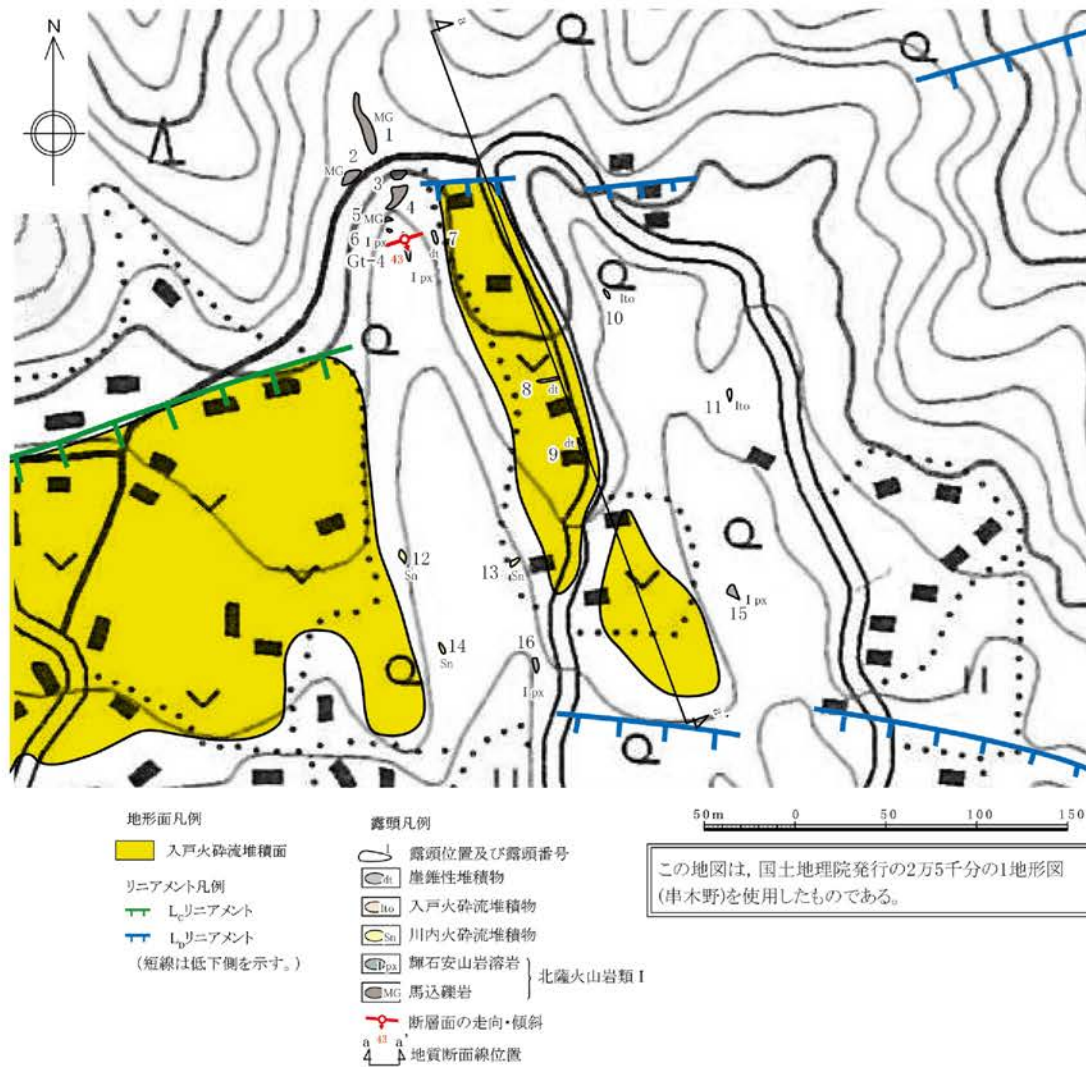 N
a
MG
1
2
MG
3
4
5 MG
6 I px
7
dt
Gt-4
43
I px
Ito
10
8
dt
11 Ito
dt
9
12
Sn
13
Sn
14
Sn
15
I px
16
I px
a'
地形面凡例
入戸火砕流堆積面
リニアメント凡例
LCリニアメント
LDリニアメント
(短線は低下側を示す。)
露頭凡例
1
露頭位置及び露頭番号
dt 崖錐性堆積物
Ito 入戸火砕流堆積物
Sn 川内火砕流堆積物
I px 輝石安山岩溶岩
MG 馬込礫岩
北薩火山岩類 I
43
断層面の走向・傾斜
a a'
地質断面線位置
50m 0 50 100 150
この地図は, 国土地理院発行の2万5千分の1地形図
(串木野)を使用したものである。